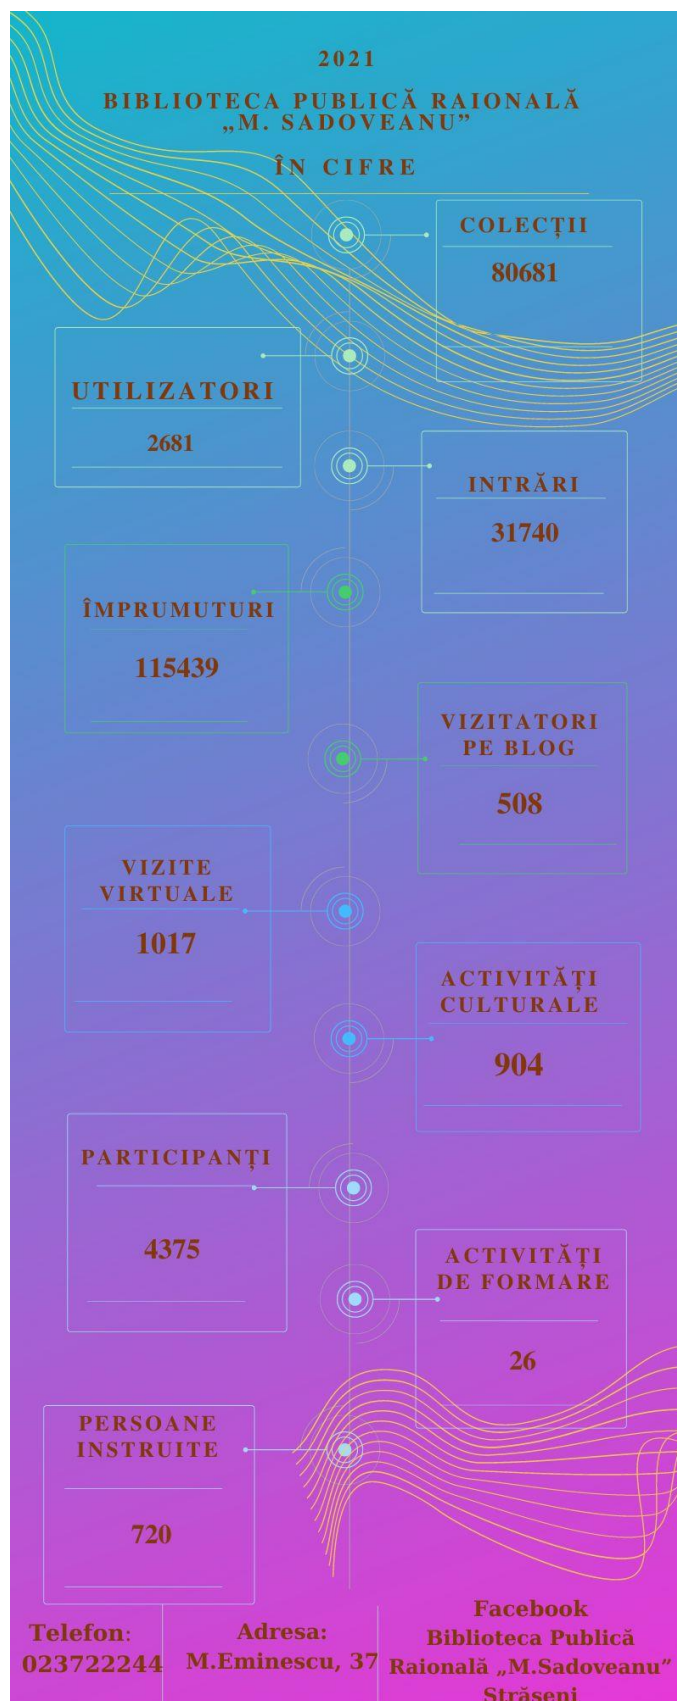 2021
BIBLIOTECA PUBLICĂ RAIONALĂ
„M. SADOVEANU”
ÎN CIFRE
COLECȚII
80681
UTILIZATORI
2681
INTRĂRI
31740
ÎMPRUMUTURI
115439
VIZITATORI
PE BLOG
508
VIZITE
VIRTUALE
1017
ACTIVITĂȚI
CULTURALE
904
PARTICIPANȚI
4375
ACTIVITĂȚI
DE FORMARE
26
PERSOANE
INSTRUITE
720
Telefon:
023722244
Adresa:
M.Eminescu, 37
Facebook
Biblioteca Publică
Raională „M.Sadoveanu”
Strășeni